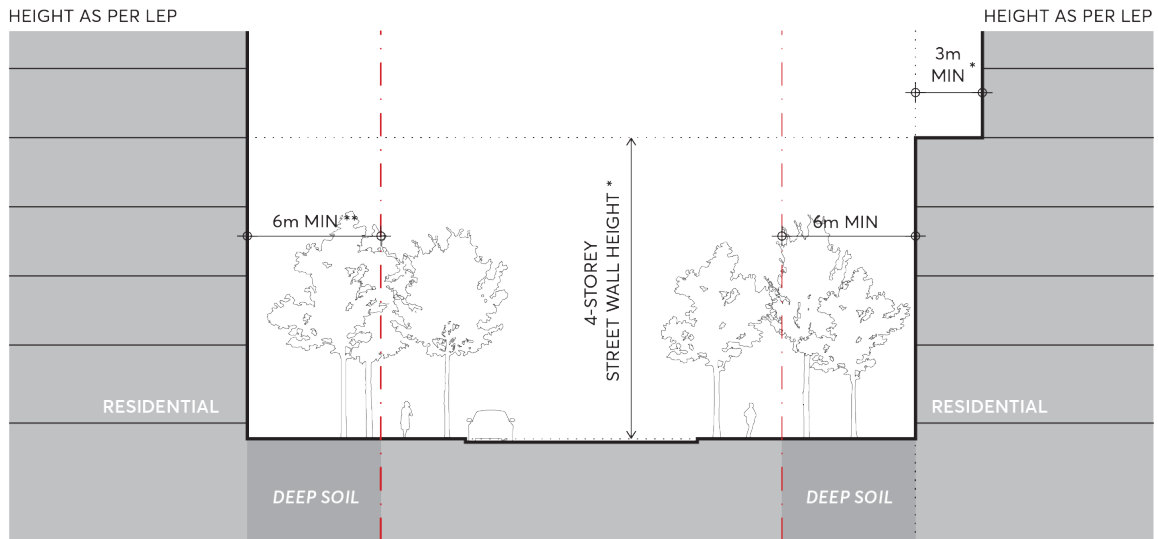 HEIGHT AS PER LEP
HEIGHT AS PER LEP
3m
MIN *
6m MIN **
6m MIN
4-STOREY
STREET WALL HEIGHT *
RESIDENTIAL
RESIDENTIAL
DEEP SOIL
DEEP SOIL